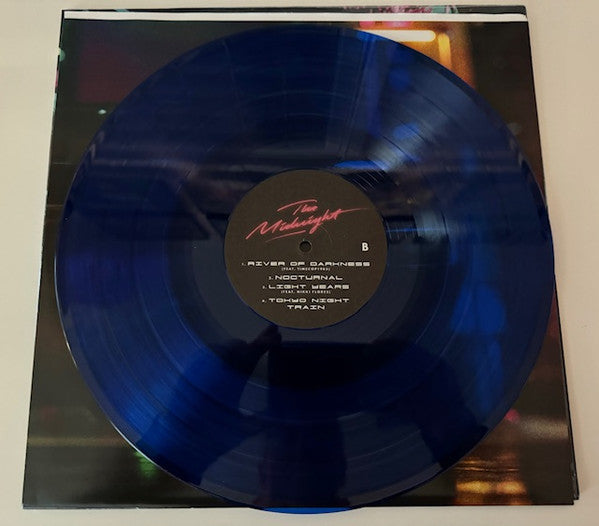 The
Midnight
B
1. RIVER OF DARKNESS
(FEAT. TIMECOP1983)
2. NOCTURNAL
3. LIGHT YEARS
(FEAT. NIKKI FLORES)
4. TOKYO NIGHT
TRAIN